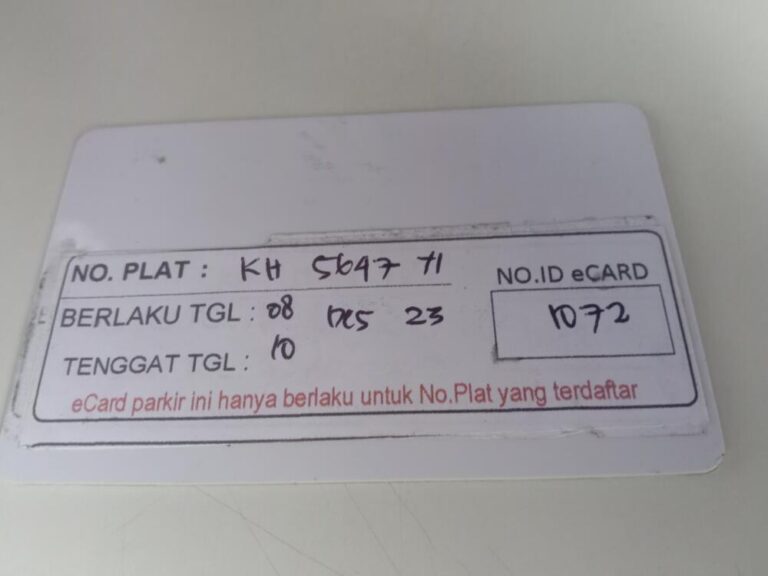 NO. PLAT : KH 5647 TI
NO.ID eCARD
BERLAKU TGL : 08 DES 23
1072
TENGGAT TGL : 10
eCard parkir ini hanya berlaku untuk No.Plat yang terdaftar